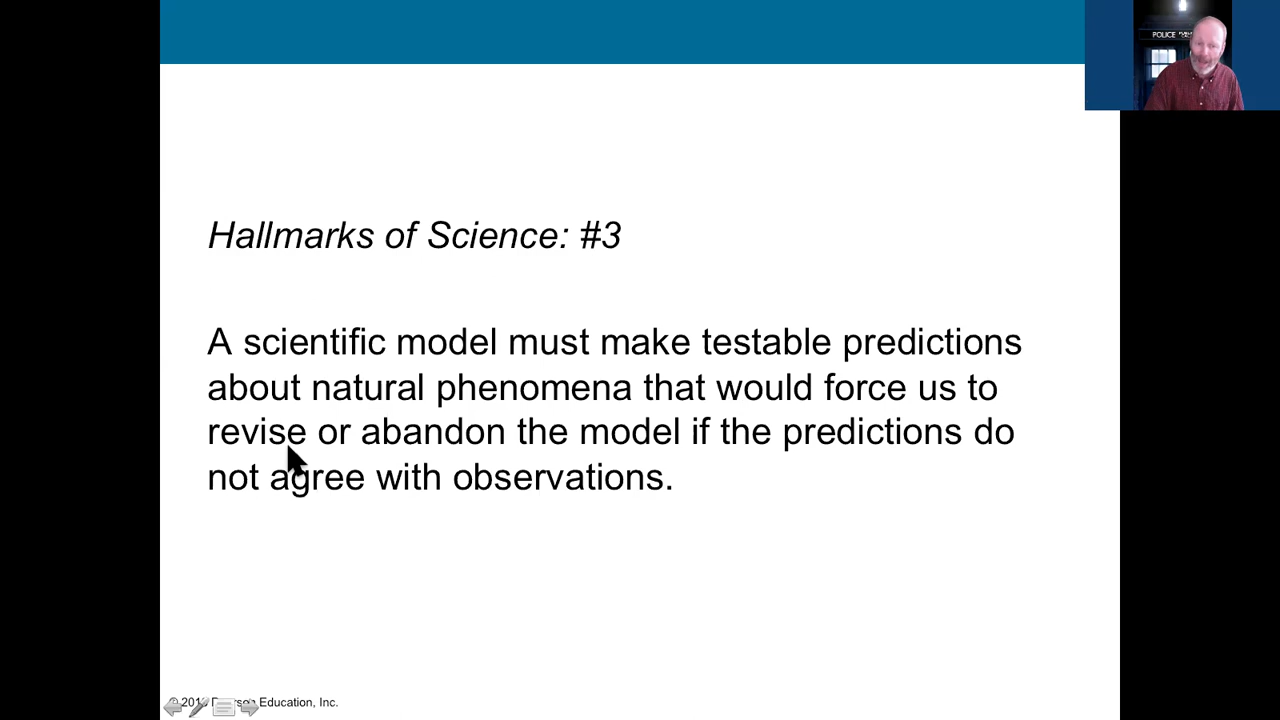 POLICE
Hallmarks of Science: #3
A scientific model must make testable predictions
about natural phenomena that would force us to
revise or abandon the model if the predictions do
not agree with observations.
Education, Inc.